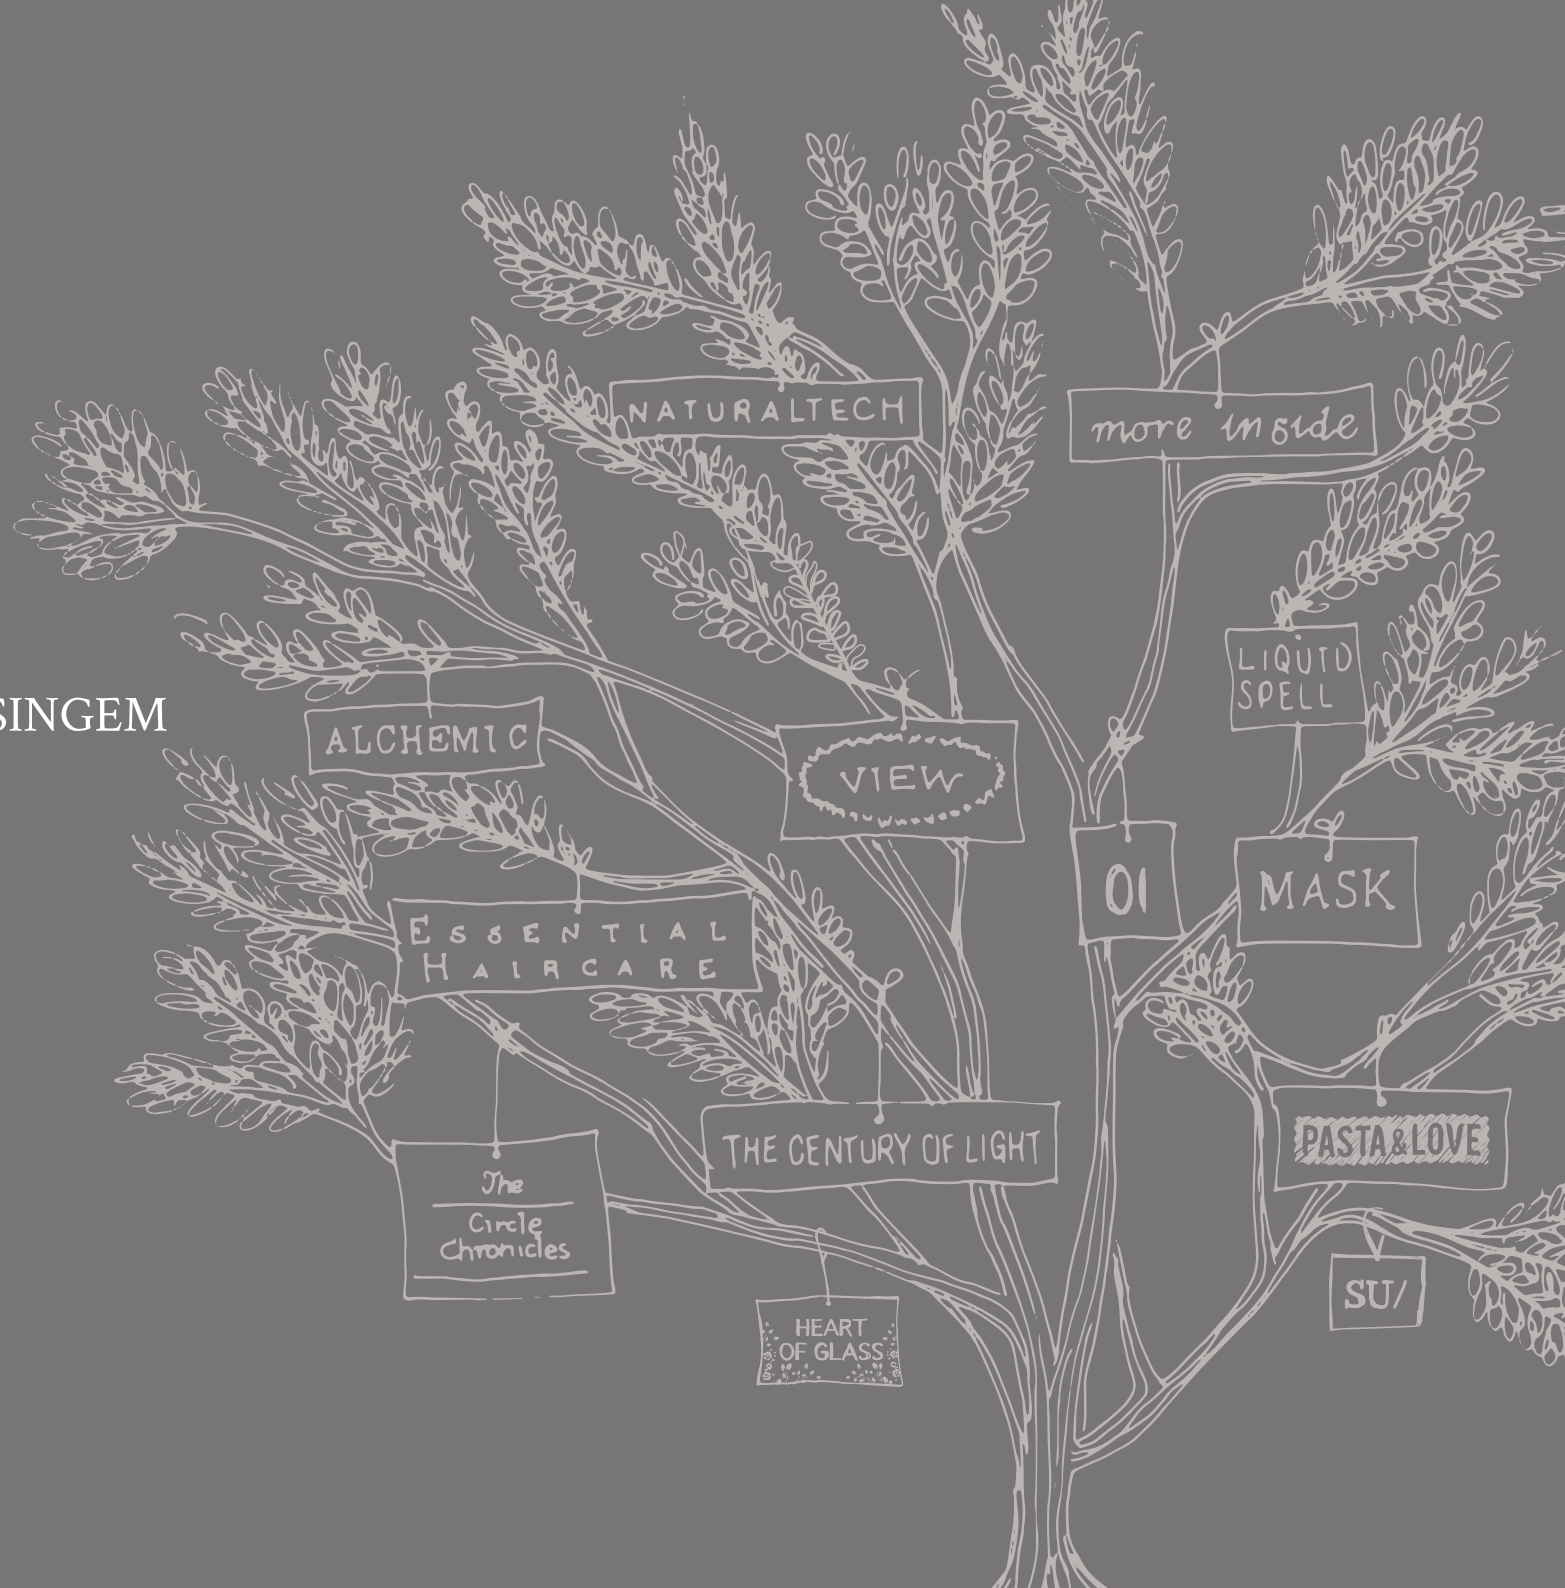 NATURALTECH
more inside
LIQUID
SPELL
SINGEM
ALCHEMIC
VIEW
OI
MASK
ESSENTIAL
HAIRCARE
THE CENTURY OF LIGHT
PASTA&LOVE
The
Circle
Chronicles
SU/
HEART
OF GLASS